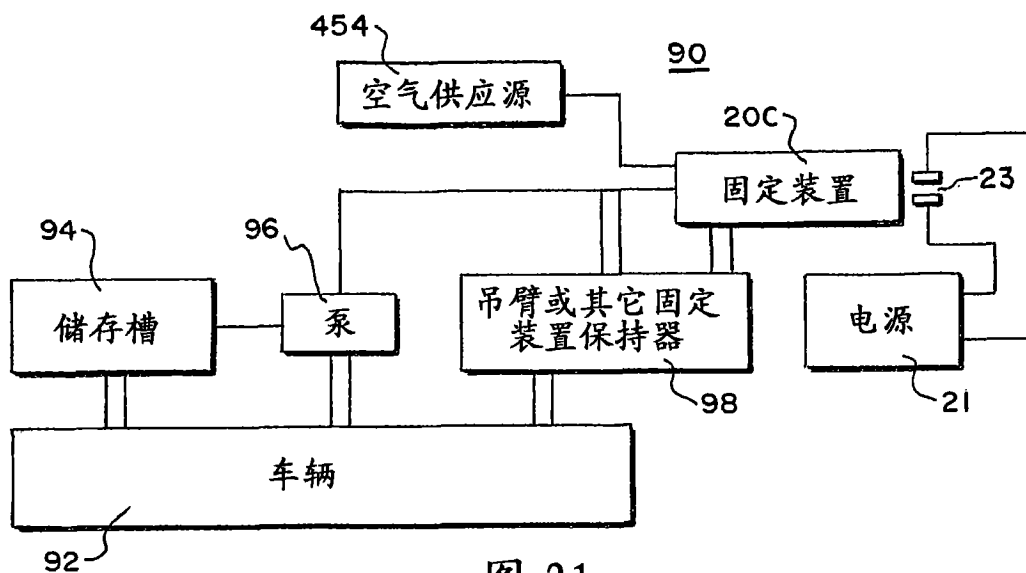 454
90
空气供应源
20C
固定装置
23
94
96
储存槽
泵
吊臂或其它固定
装置保持器
电源
98
21
车辆
92
图 21